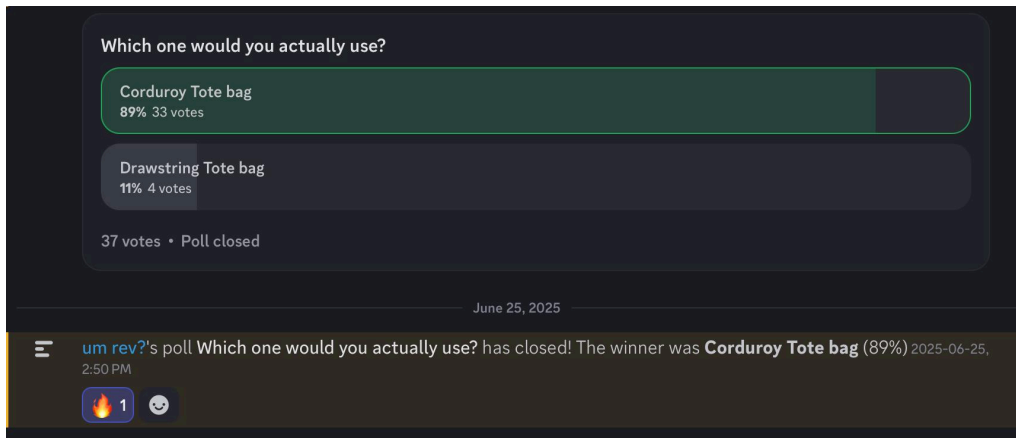 Which one would you actually use?
Corduroy Tote bag
89% 33 votes
Drawstring Tote bag
11% 4 votes
37 votes • Poll closed
June 25, 2025
um rev?'s poll Which one would you actually use? has closed! The winner was Corduroy Tote bag (89%) 2025-06-25,
2:50 PM
🔥 1